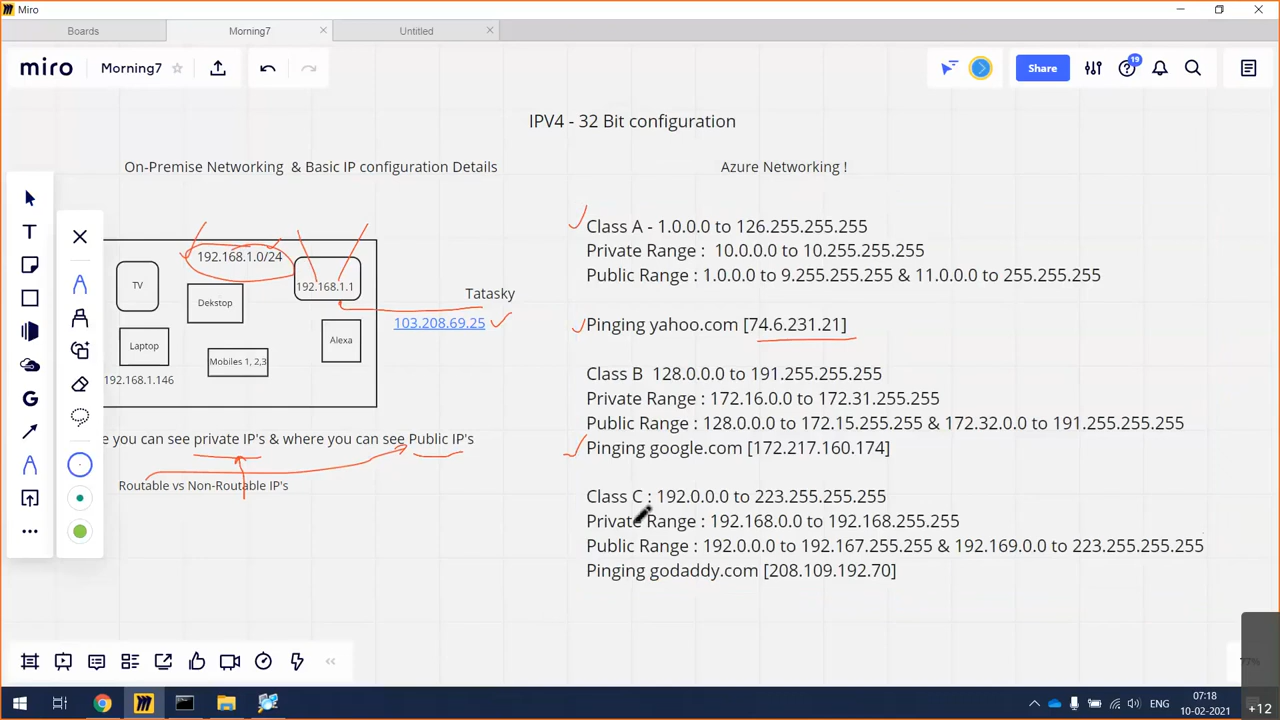 Miro
Boards
Morning7
Untitled
miro
Morning7
19
Share
IPV4 - 32 Bit configuration
On-Premise Networking & Basic IP configuration Details
Azure Networking !
192.168.1.0/24
TV
Dekstop
192.168.1.1
Tatasky
103.208.69.25
Laptop
Mobiles 1, 2,3
Alexa
192.168.1.146
e you can see private IP's & where you can see Public IP's
Routable vs Non-Routable IP's
Class A - 1.0.0.0 to 126.255.255.255
Private Range : 10.0.0.0 to 10.255.255.255
Public Range : 1.0.0.0 to 9.255.255.255 & 11.0.0.0 to 255.255.255
Pinging yahoo.com [74.6.231.21]
Class B 128.0.0.0 to 191.255.255.255
Private Range : 172.16.0.0 to 172.31.255.255
Public Range : 128.0.0.0 to 172.15.255.255 & 172.32.0.0 to 191.255.255.255
Pinging google.com [172.217.160.174]
Class C : 192.0.0.0 to 223.255.255.255
Private Range : 192.168.0.0 to 192.168.255.255
Public Range : 192.0.0.0 to 192.167.255.255 & 192.169.0.0 to 223.255.255.255
Pinging godaddy.com [208.109.192.70]
ENG
07:18
10-02-2021
+12